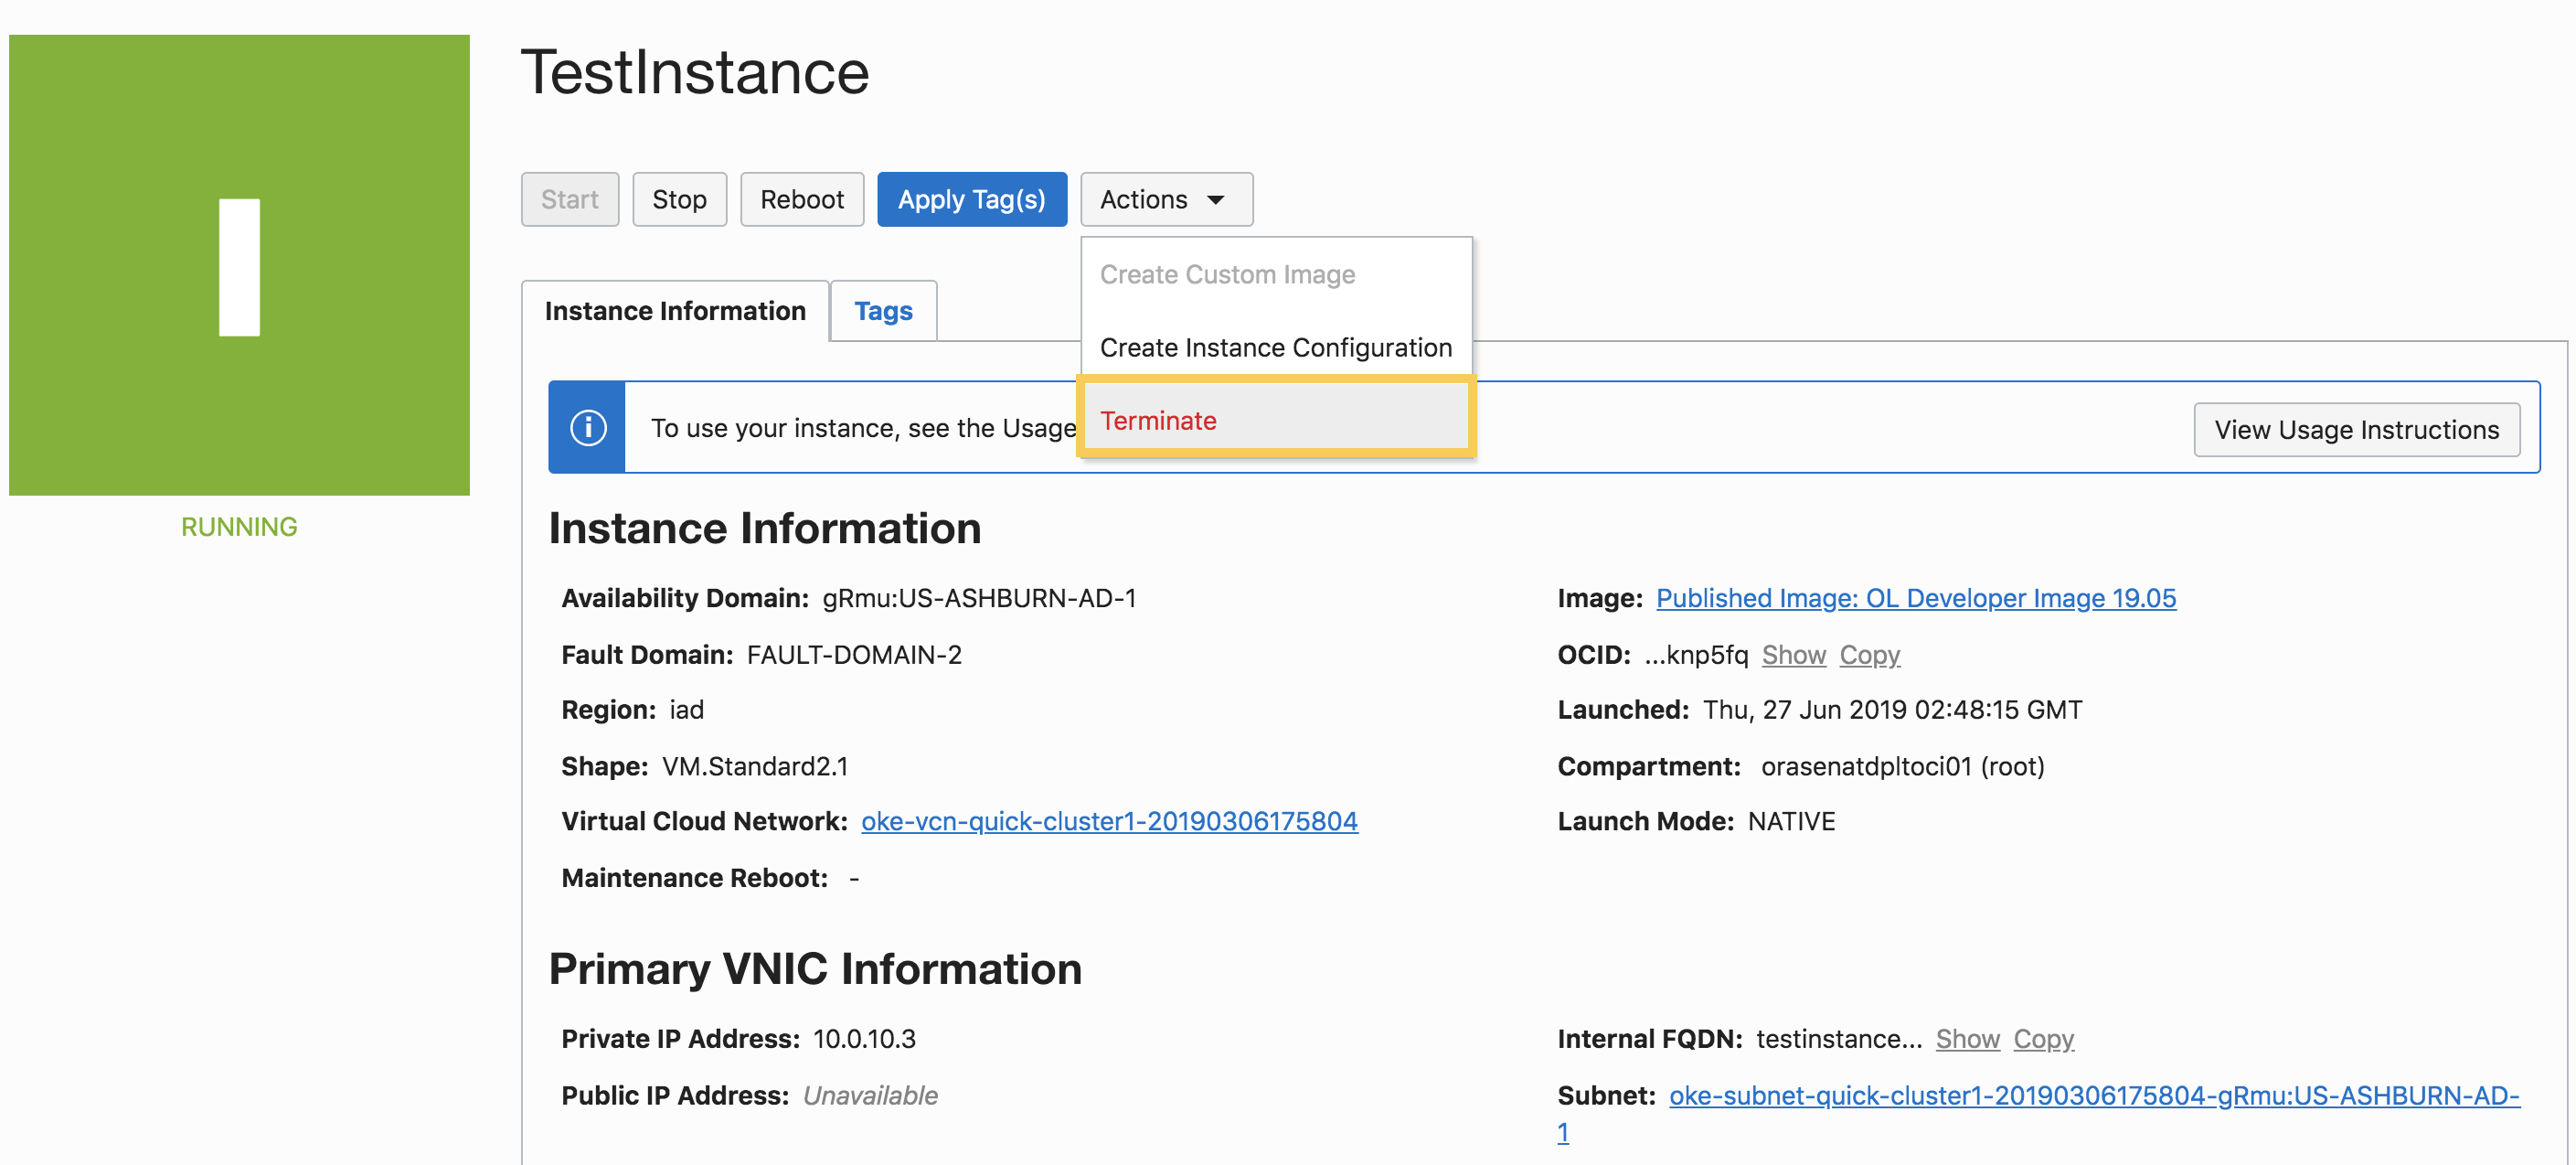 TestInstance
Start Stop Reboot Apply Tag(s) Actions
Create Custom Image
Create Instance Configuration
Terminate
Instance Information Tags
To use your instance, see the Usage
View Usage Instructions
I
RUNNING
Instance Information
Availability Domain: gRmu:US-ASHBURN-AD-1
Fault Domain: FAULT-DOMAIN-2
Region: iad
Shape: VM.Standard2.1
Virtual Cloud Network: oke-vcn-quick-cluster1-20190306175804
Maintenance Reboot: -
Image: Published Image: OL Developer Image 19.05
OCID: ...knp5fq Show Copy
Launched: Thu, 27 Jun 2019 02:48:15 GMT
Compartment: orasenatdpltoci01 (root)
Launch Mode: NATIVE
Primary VNIC Information
Private IP Address: 10.0.10.3
Public IP Address: Unavailable
Internal FQDN: testinstance... Show Copy
Subnet: oke-subnet-quick-cluster1-20190306175804-gRmu:US-ASHBURN-AD-
1